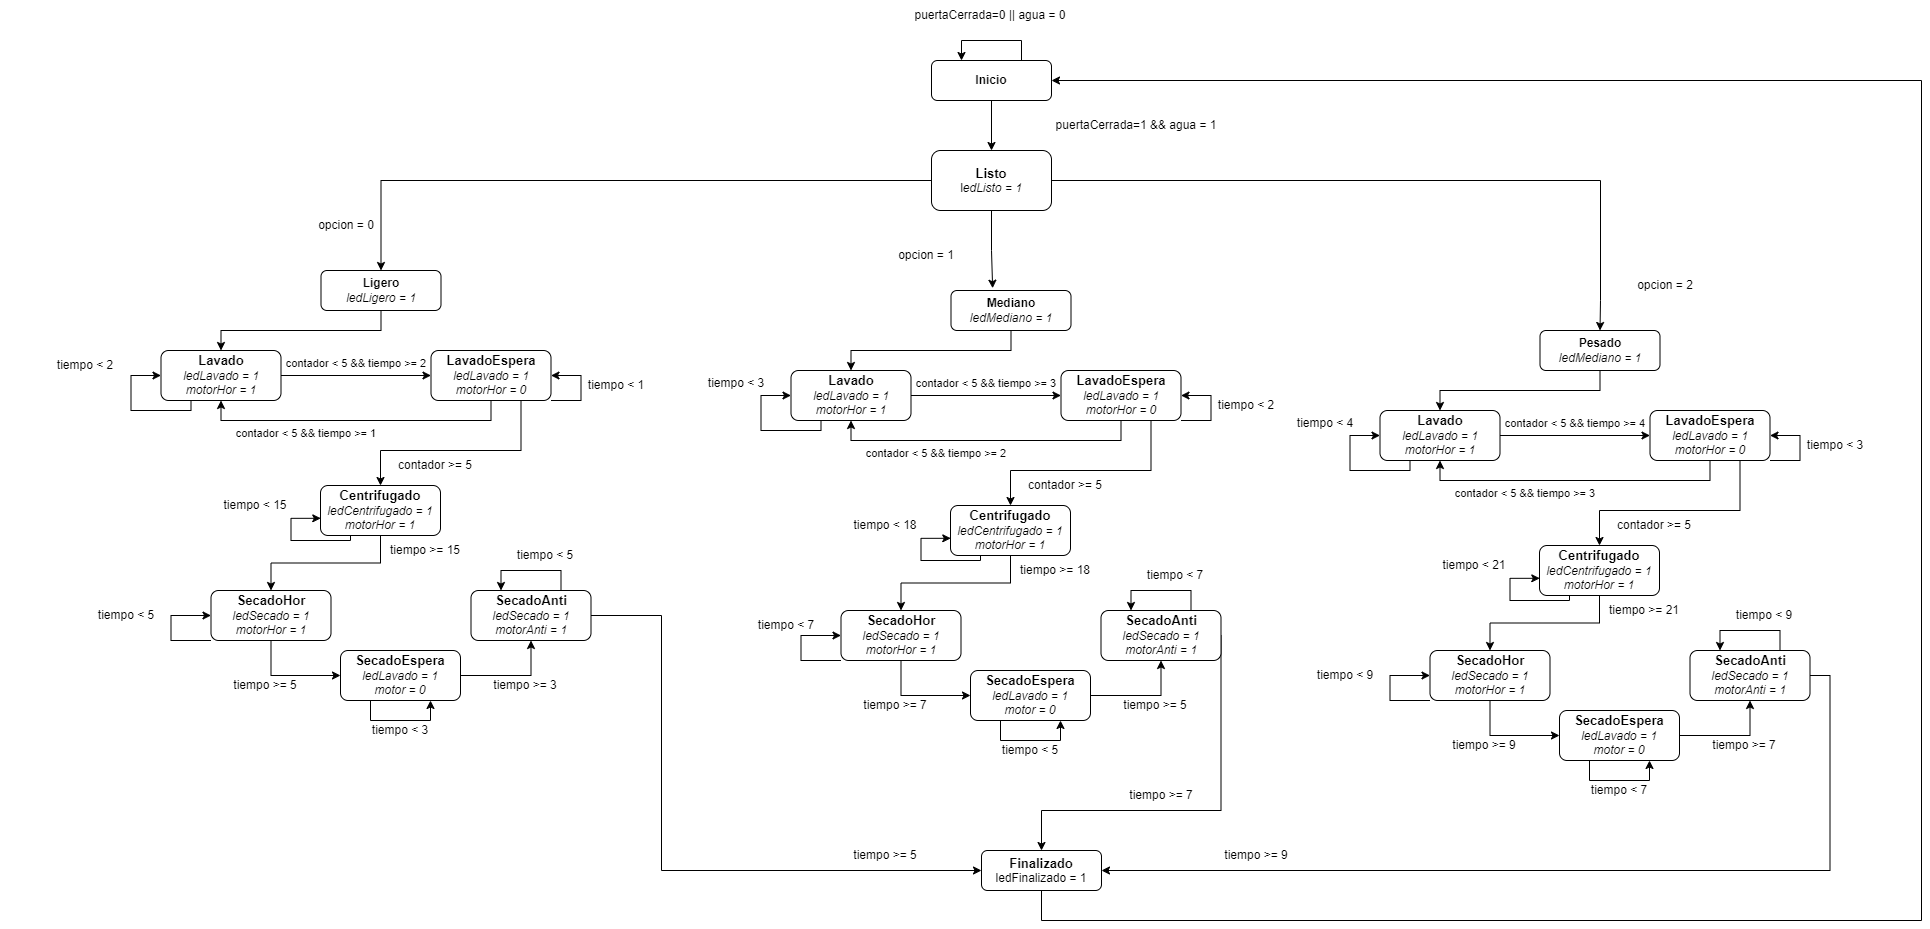 puertaCerrada=0 || agua = 0
Inicio
puertaCerrada=1 && agua = 1
Listo
ledListo = 1
opcion = 0
Ligero
ledLigero = 1
tiempo < 2
Lavado
ledLavado = 1
motorHor = 1
contador < 5 && tiempo >= 2
LavadoEspera
ledLavado = 1
motorHor = 0
tiempo < 1
contador < 5 && tiempo >= 1
contador >= 5
tiempo < 15
Centrifugado
ledCentrifugado = 1
motorHor = 1
tiempo >= 15
tiempo < 5
SecadoHor
ledSecado = 1
motorHor = 1
tiempo >= 5
SecadoEspera
ledLavado = 1
motor = 0
tiempo < 3
tiempo >= 3
tiempo < 5
SecadoAnti
ledSecado = 1
motorAnti = 1
tiempo >= 5
opcion = 1
Mediano
ledMediano = 1
tiempo < 3
Lavado
ledLavado = 1
motorHor = 1
contador < 5 && tiempo >= 3
LavadoEspera
ledLavado = 1
motorHor = 0
tiempo < 2
contador < 5 && tiempo >= 2
contador >= 5
tiempo < 18
Centrifugado
ledCentrifugado = 1
motorHor = 1
tiempo >= 18
tiempo < 7
SecadoHor
ledSecado = 1
motorHor = 1
tiempo >= 7
SecadoEspera
ledLavado = 1
motor = 0
tiempo < 5
tiempo >= 5
tiempo < 7
SecadoAnti
ledSecado = 1
motorAnti = 1
tiempo >= 7
opcion = 2
Pesado
ledMediano = 1
tiempo < 4
Lavado
ledLavado = 1
motorHor = 1
contador < 5 && tiempo >= 4
LavadoEspera
ledLavado = 1
motorHor = 0
tiempo < 3
contador < 5 && tiempo >= 3
contador >= 5
tiempo < 21
Centrifugado
ledCentrifugado = 1
motorHor = 1
tiempo >= 21
tiempo < 9
SecadoHor
ledSecado = 1
motorHor = 1
tiempo >= 9
SecadoEspera
ledLavado = 1
motor = 0
tiempo < 7
tiempo >= 7
tiempo < 9
SecadoAnti
ledSecado = 1
motorAnti = 1
tiempo >= 9
Finalizado
ledFinalizado = 1